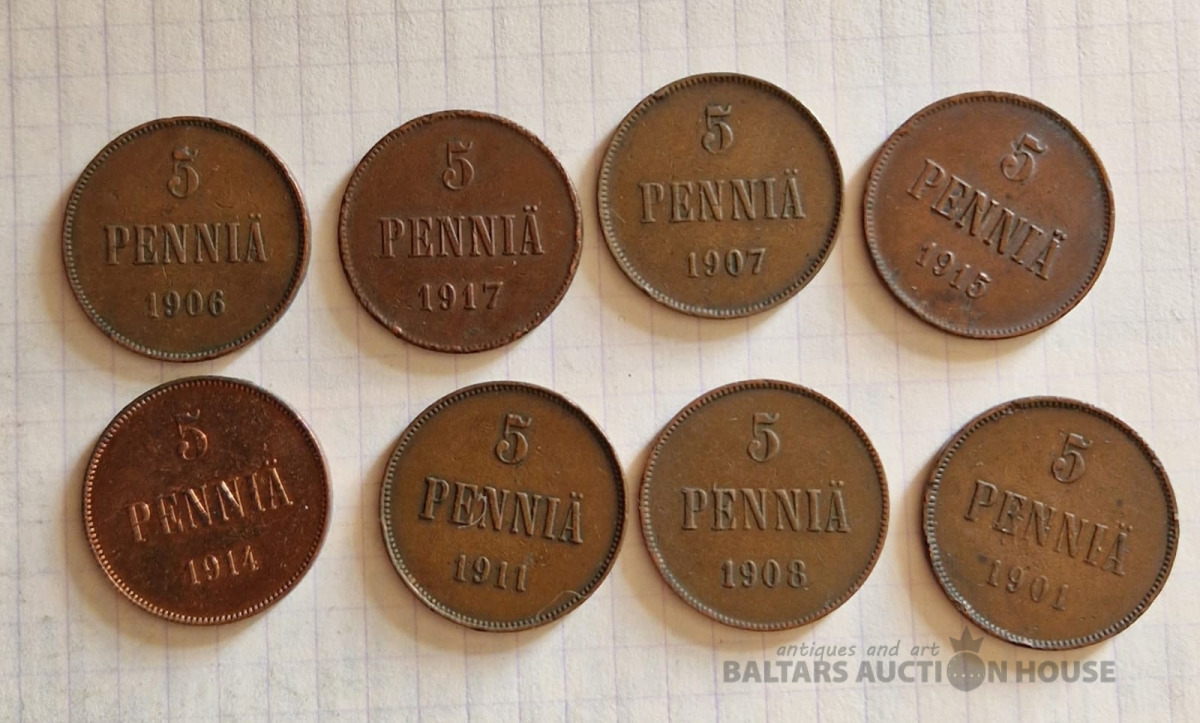 5
PENNIÄ
1906
5
PENNIÄ
1917
5
PENNIÄ
1907
5
PENNIÄ
1915
5
PENNIÄ
1914
5
PENNIÄ
1911
5
PENNIÄ
1908
5
PENNIÄ
1901
antiques and art
BALTARS AUCTION HOUSE